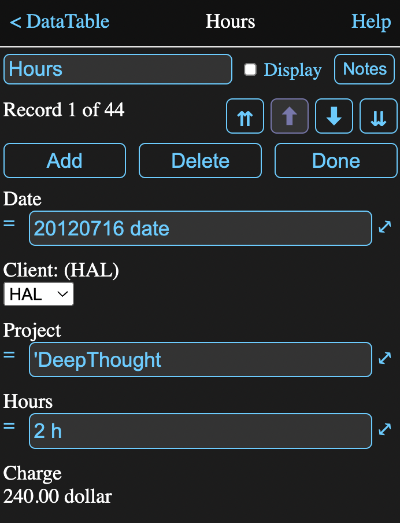 < DataTable Hours Help
Hours Display Notes
Record 1 of 44
Add Delete Done
Date
= 20120716 date
Client: (HAL)
HAL
Project
= 'DeepThought
Hours
= 2 h
Charge
240.00 dollar